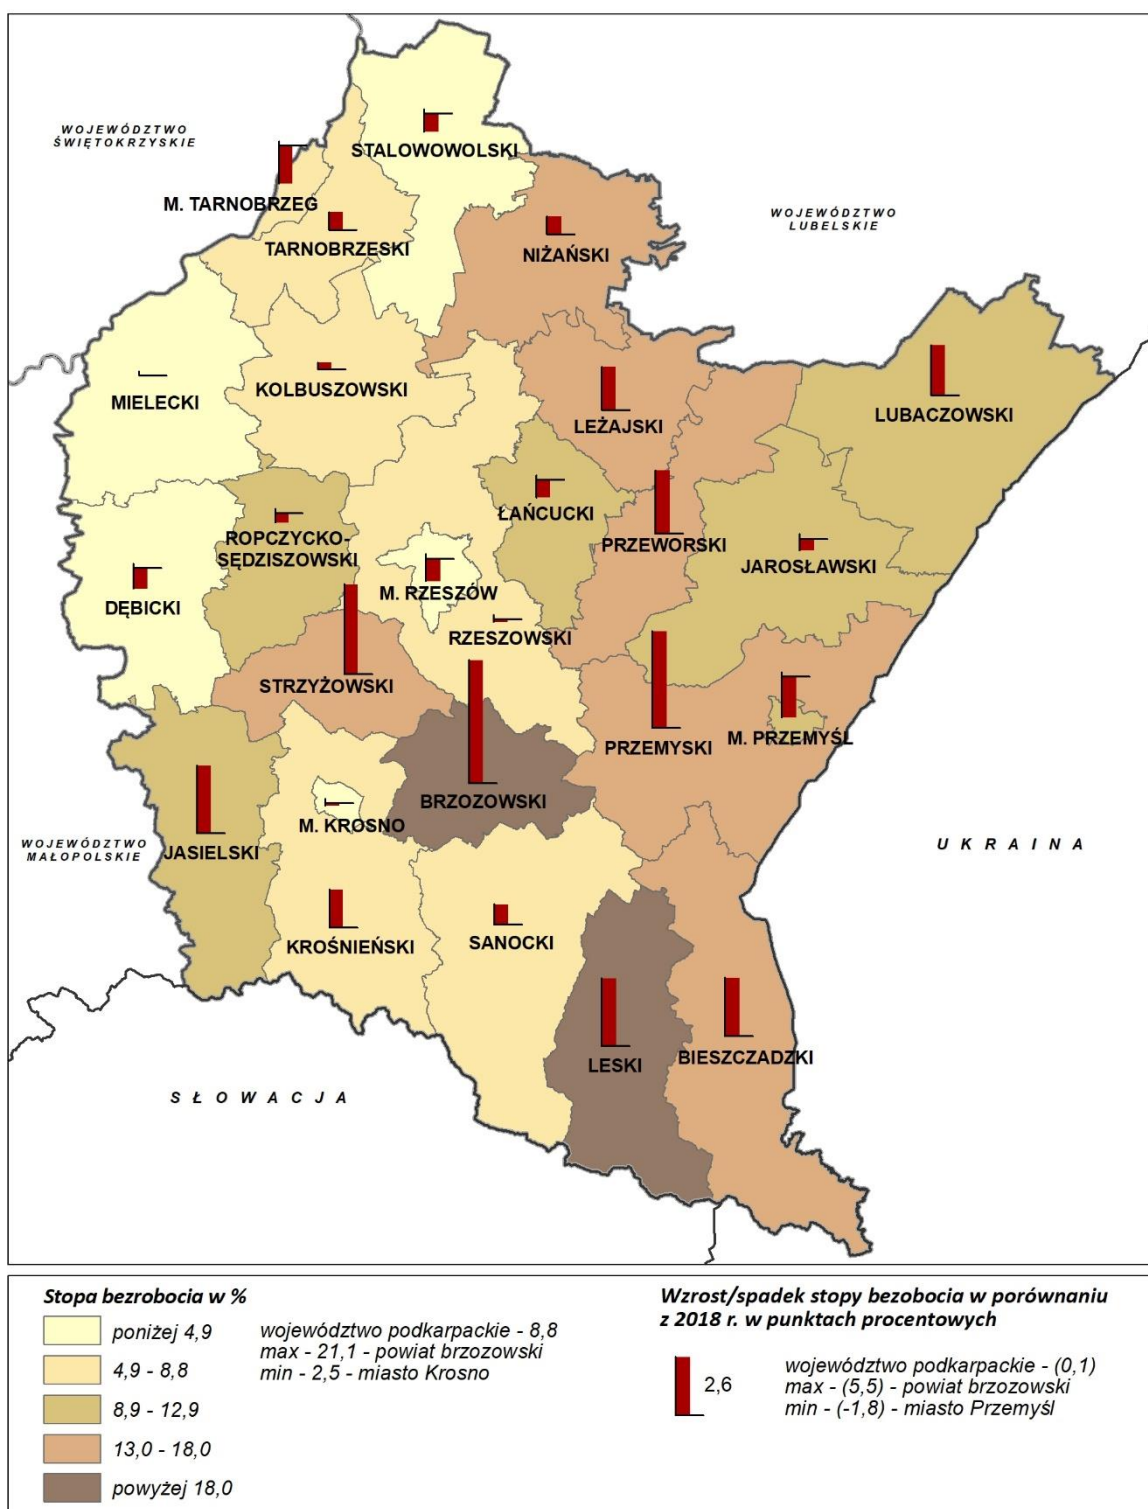 WOJEWÓDZTWO
ŚWIĘTOKRZYSKIE
STALOWOWOLSKI
M. TARNOBRZEG
TARNOBRZESKI
WOJEWÓDZTWO
LUBELSKIE
NIŻAŃSKI
MIELECKI
KOLBUSZOWSKI
LEŻAJSKI
LUBACZOWSKI
ŁAŃCUCKI
ROPCZYCKO-
SĘDZISZOWSKI
PRZEWORSKI
JAROSŁAWSKI
DĘBICKI
M. RZESZÓW
RZESZOWSKI
STRZYŻOWSKI
PRZEMYSKI
M. PRZEMYŚL
BRZOZOWSKI
M. KROSNO
WOJEWÓDZTWO
MAŁOPOLSKIE
JASIELSKI
UKRAINA
KROŚNIEŃSKI
SANOCKI
LESKI
BIESZCZADZKI
SŁOWACJA
Stopa bezrobocia w %
poniżej 4,9
4,9 - 8,8
8,9 - 12,9
13,0 - 18,0
powyżej 18,0
województwo podkarpackie - 8,8
max - 21,1 - powiat brzozowski
min - 2,5 - miasto Krosno
Wzrost/spadek stopy bezobocia w porównaniu
z 2018 r. w punktach procentowych
2,6
województwo podkarpackie - (0,1)
max - (5,5) - powiat brzozowski
min - (-1,8) - miasto Przemyśl